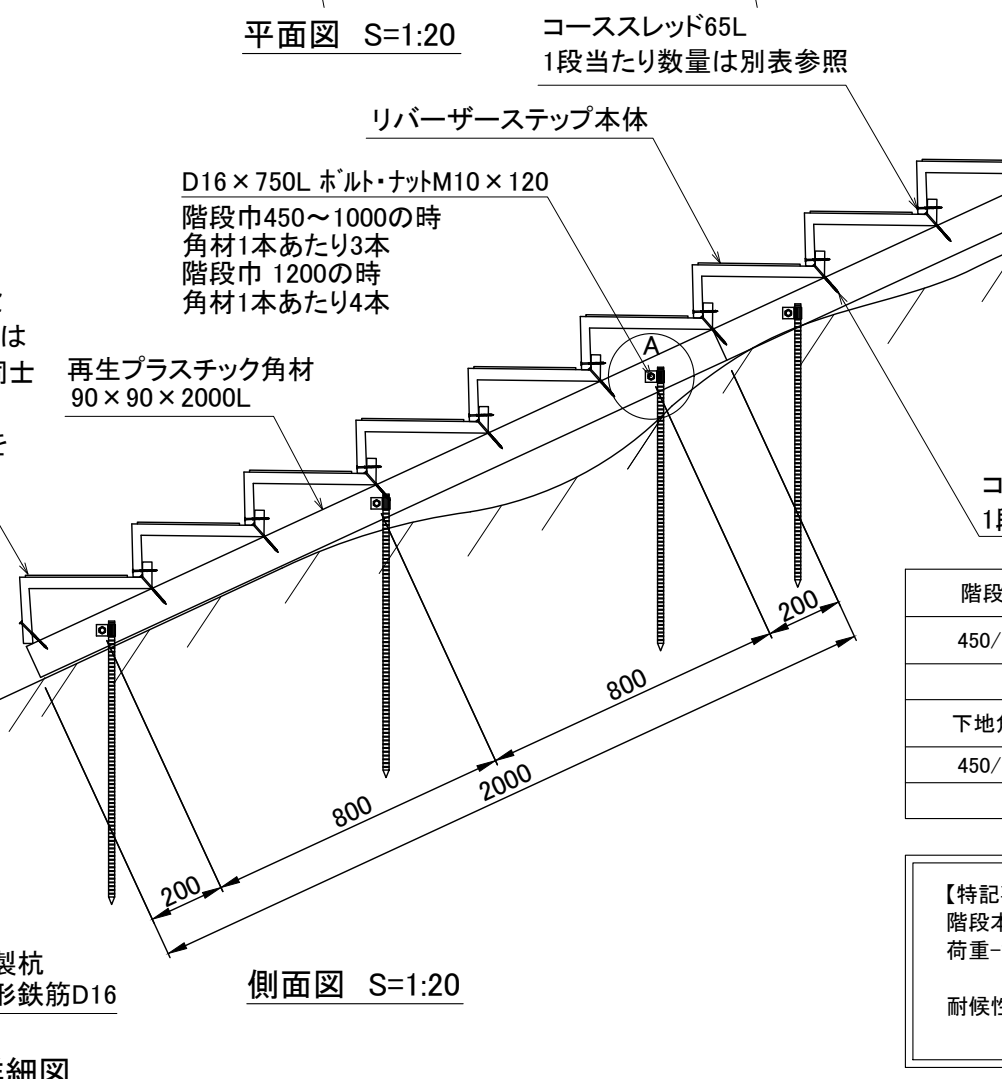 平面図 S=1:20
コーススレッド65L
1段当たり数量は別表参照
リバーザーステップ本体
D16×750L ボルト・ナットM10×120
階段巾450～1000の時
角材1本あたり3本
階段巾 1200の時
角材1本あたり4本
は
同士
再生プラスチック角材
90×90×2000L
を
A
コ
1段
階段
450/
下地角
450/
200
800
2000
800
200
【特記
階段本
荷重-
耐候性
製杭
形鉄筋D16
側面図 S=1:20
詳細図